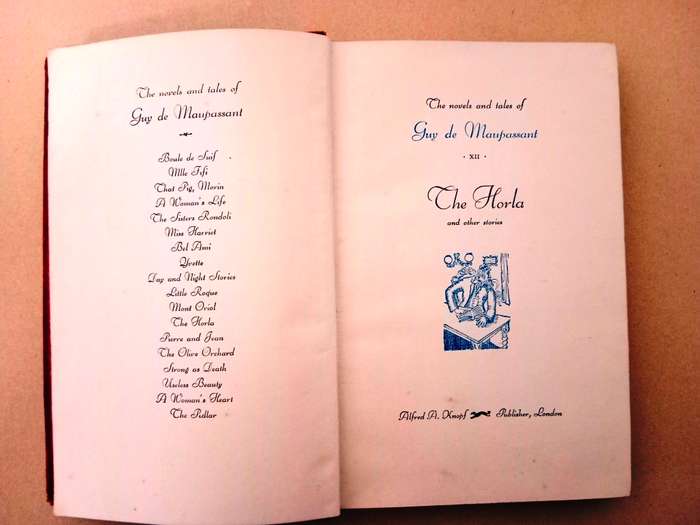 The novels and tales of
Guy de Maupassant
Boule de Suif
Mlle Fifi
That Pig, Morin
A Woman's Life
The Sisters Rondoli
Miss Harriet
Bel Ami
Yvette
Day and Night Stories
Little Roque
Mont Oriol
The Horla
Pierre and Jean
The Olive Orchard
Strong as Death
Useless Beauty
A Woman's Heart
The Pedlar
The novels and tales of
Guy de Maupassant
· XII ·
The Horla
and other stories
Alfred A. Knopf Publisher, London